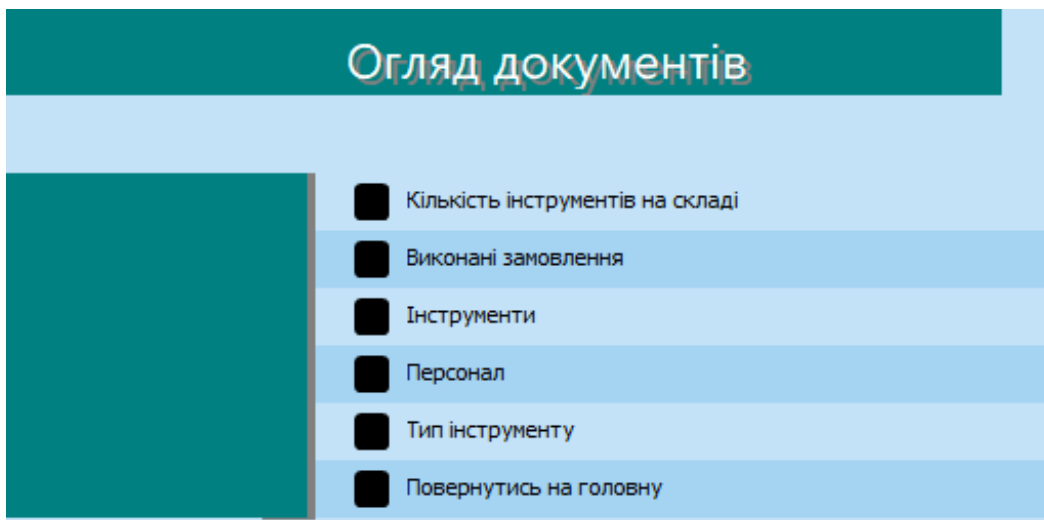 Огляд документів
Кількість інструментів на складі
Виконані замовлення
Інструменти
Персонал
Тип інструменту
Повернутись на головну